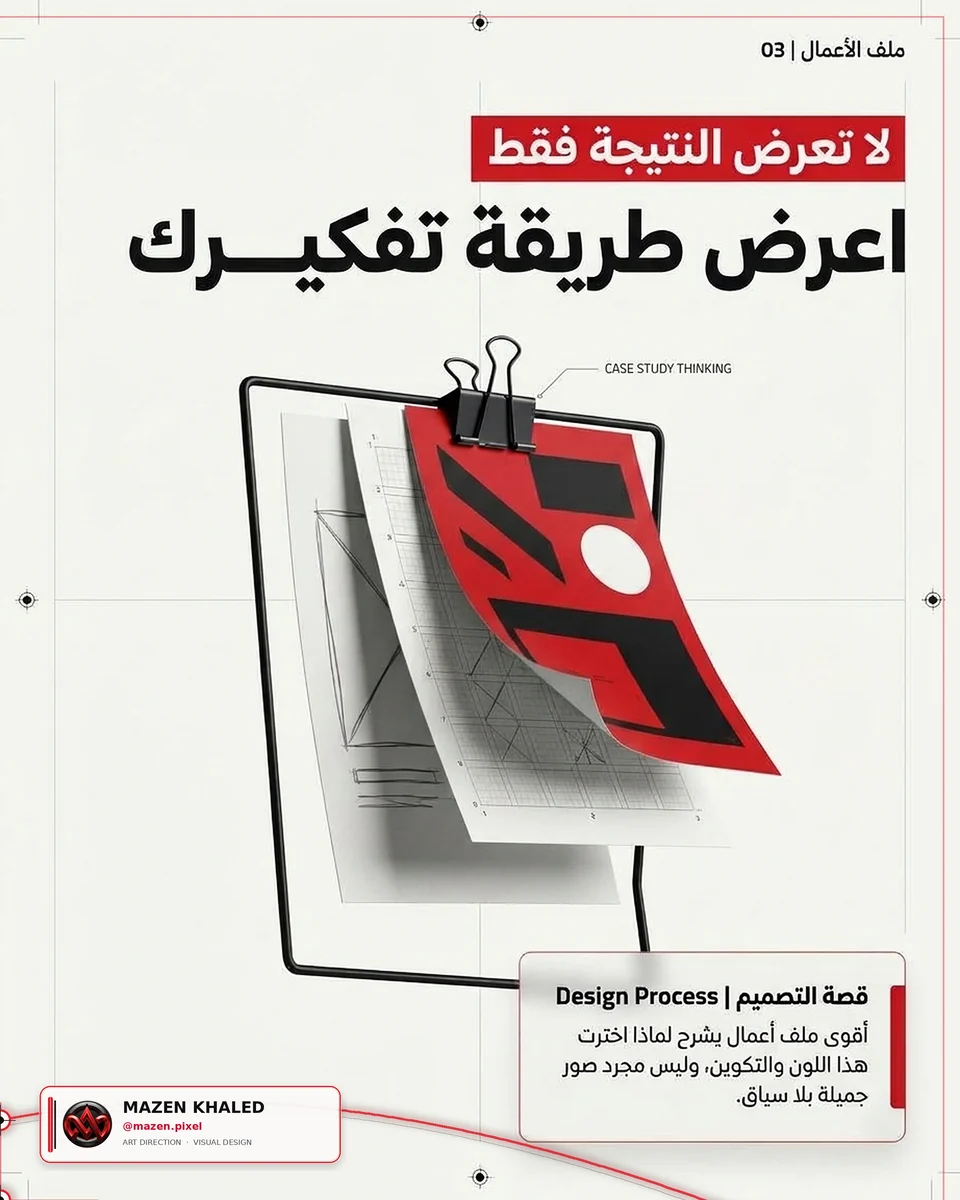 ملف الأعمال | 03
لا تعرض النتيجة فقط
اعرض طريقة تفكيـــرك
CASE STUDY THINKING
قصة التصميم | Design Process
أقوى ملف أعمال يشرح لماذا اخترت
هذا اللون والتكوين، وليس مجرد صور
جميلة بلا سياق.
MAZEN KHALED
@mazen.pixel
ART DIRECTION · VISUAL DESIGN